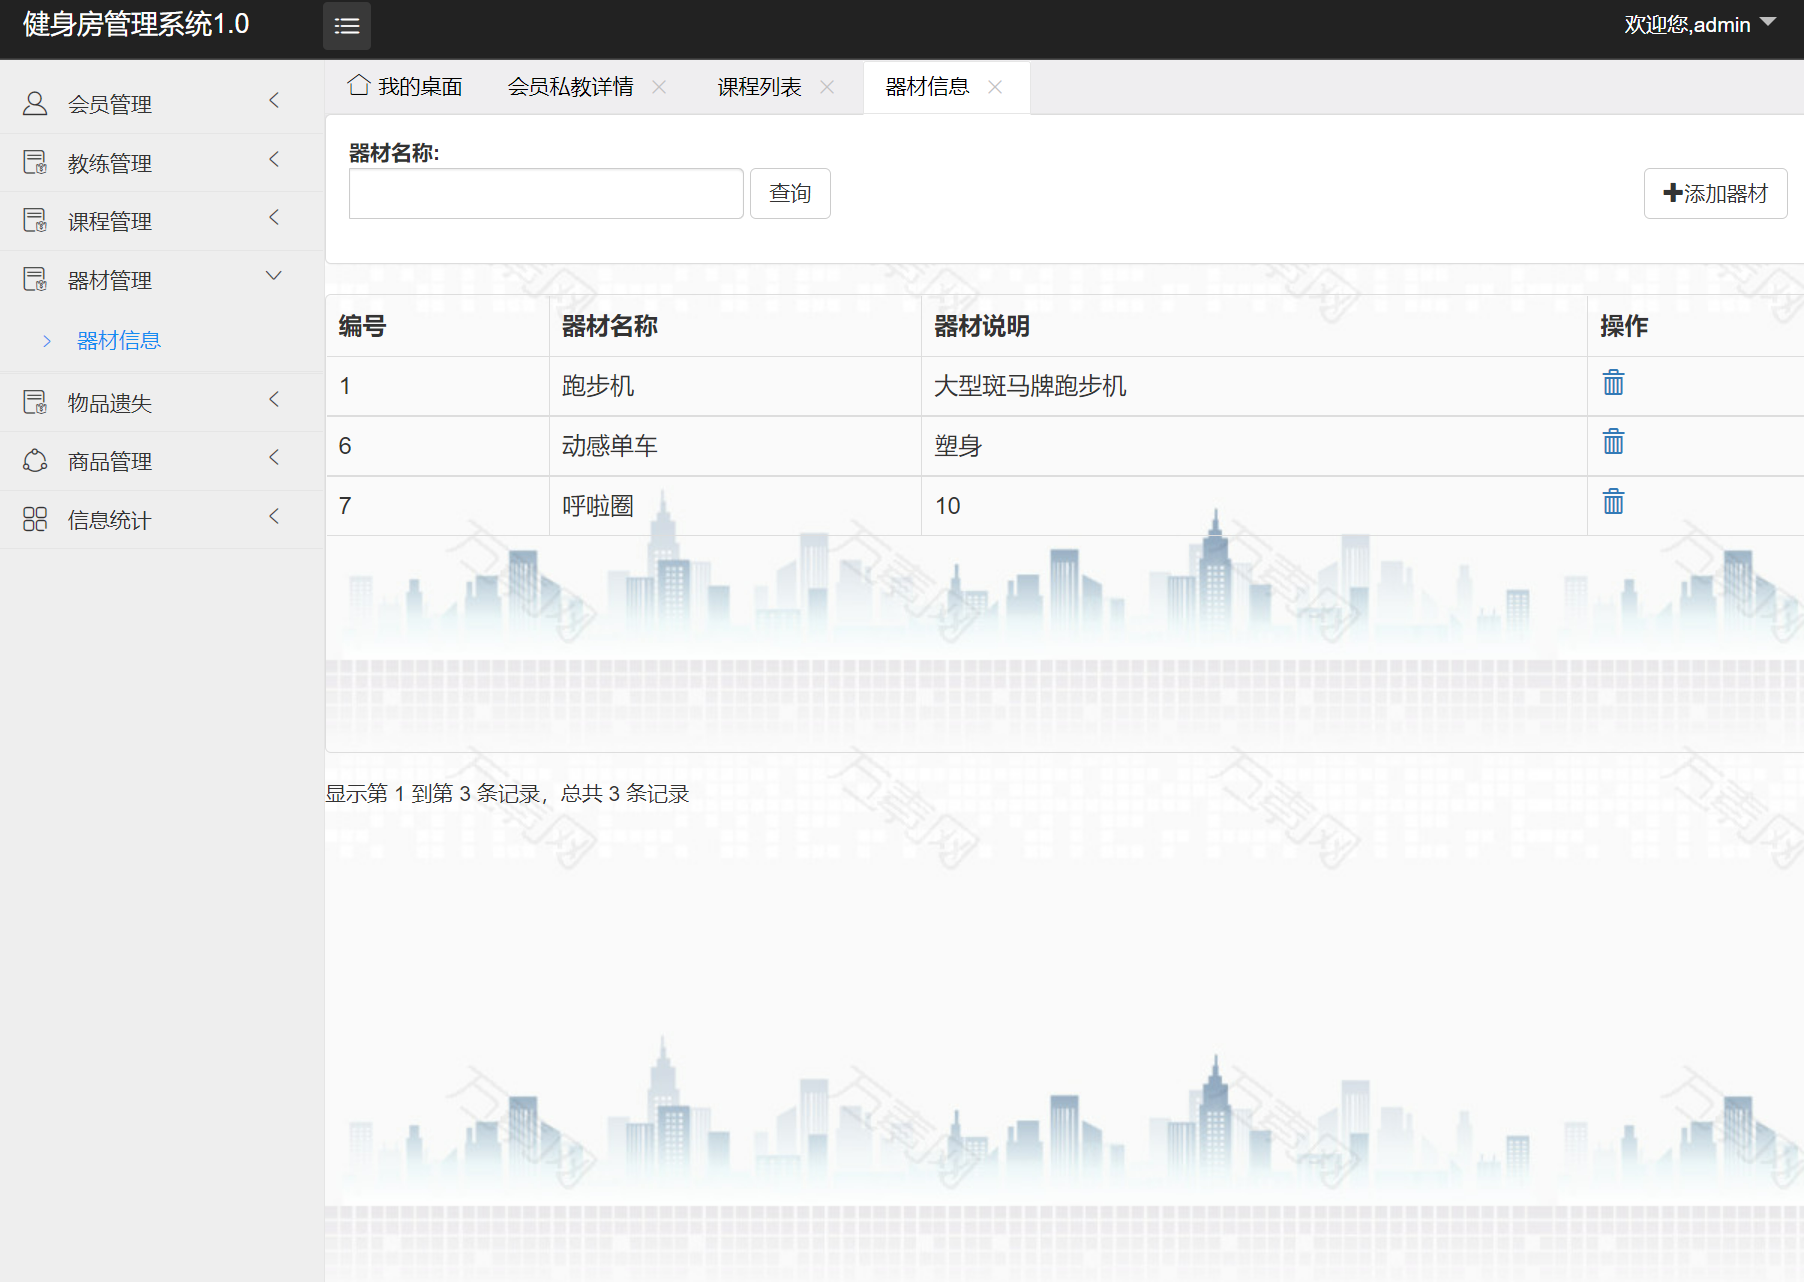 健身房管理系统1.0
欢迎您,admin
会员管理
教练管理
课程管理
器材管理
器材信息
物品遗失
商品管理
信息统计
我的桌面 会员私教详情 课程列表 器材信息
器材名称:
查询
添加器材
编号 器材名称 器材说明 操作
1 跑步机 大型斑马牌跑步机
6 动感单车 塑身
7 呼啦圈 10
显示第 1 到第 3 条记录，总共 3 条记录